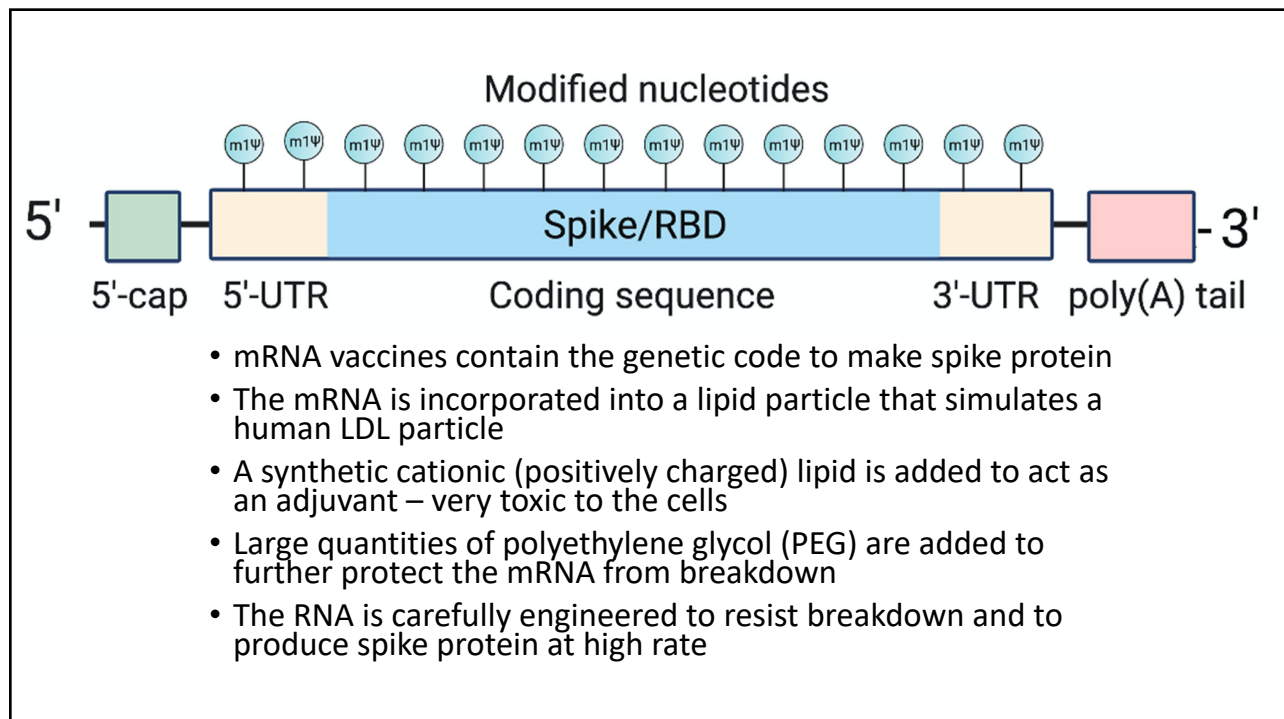 Modified nucleotides
m1Ψ m1Ψ m1Ψ m1Ψ m1Ψ m1Ψ m1Ψ m1Ψ m1Ψ m1Ψ m1Ψ m1Ψ m1Ψ m1Ψ
5' Spike/RBD - 3'
5'-cap 5'-UTR Coding sequence 3'-UTR poly(A) tail
• mRNA vaccines contain the genetic code to make spike protein
• The mRNA is incorporated into a lipid particle that simulates a
human LDL particle
• A synthetic cationic (positively charged) lipid is added to act as
an adjuvant – very toxic to the cells
• Large quantities of polyethylene glycol (PEG) are added to
further protect the mRNA from breakdown
• The RNA is carefully engineered to resist breakdown and to
produce spike protein at high rate